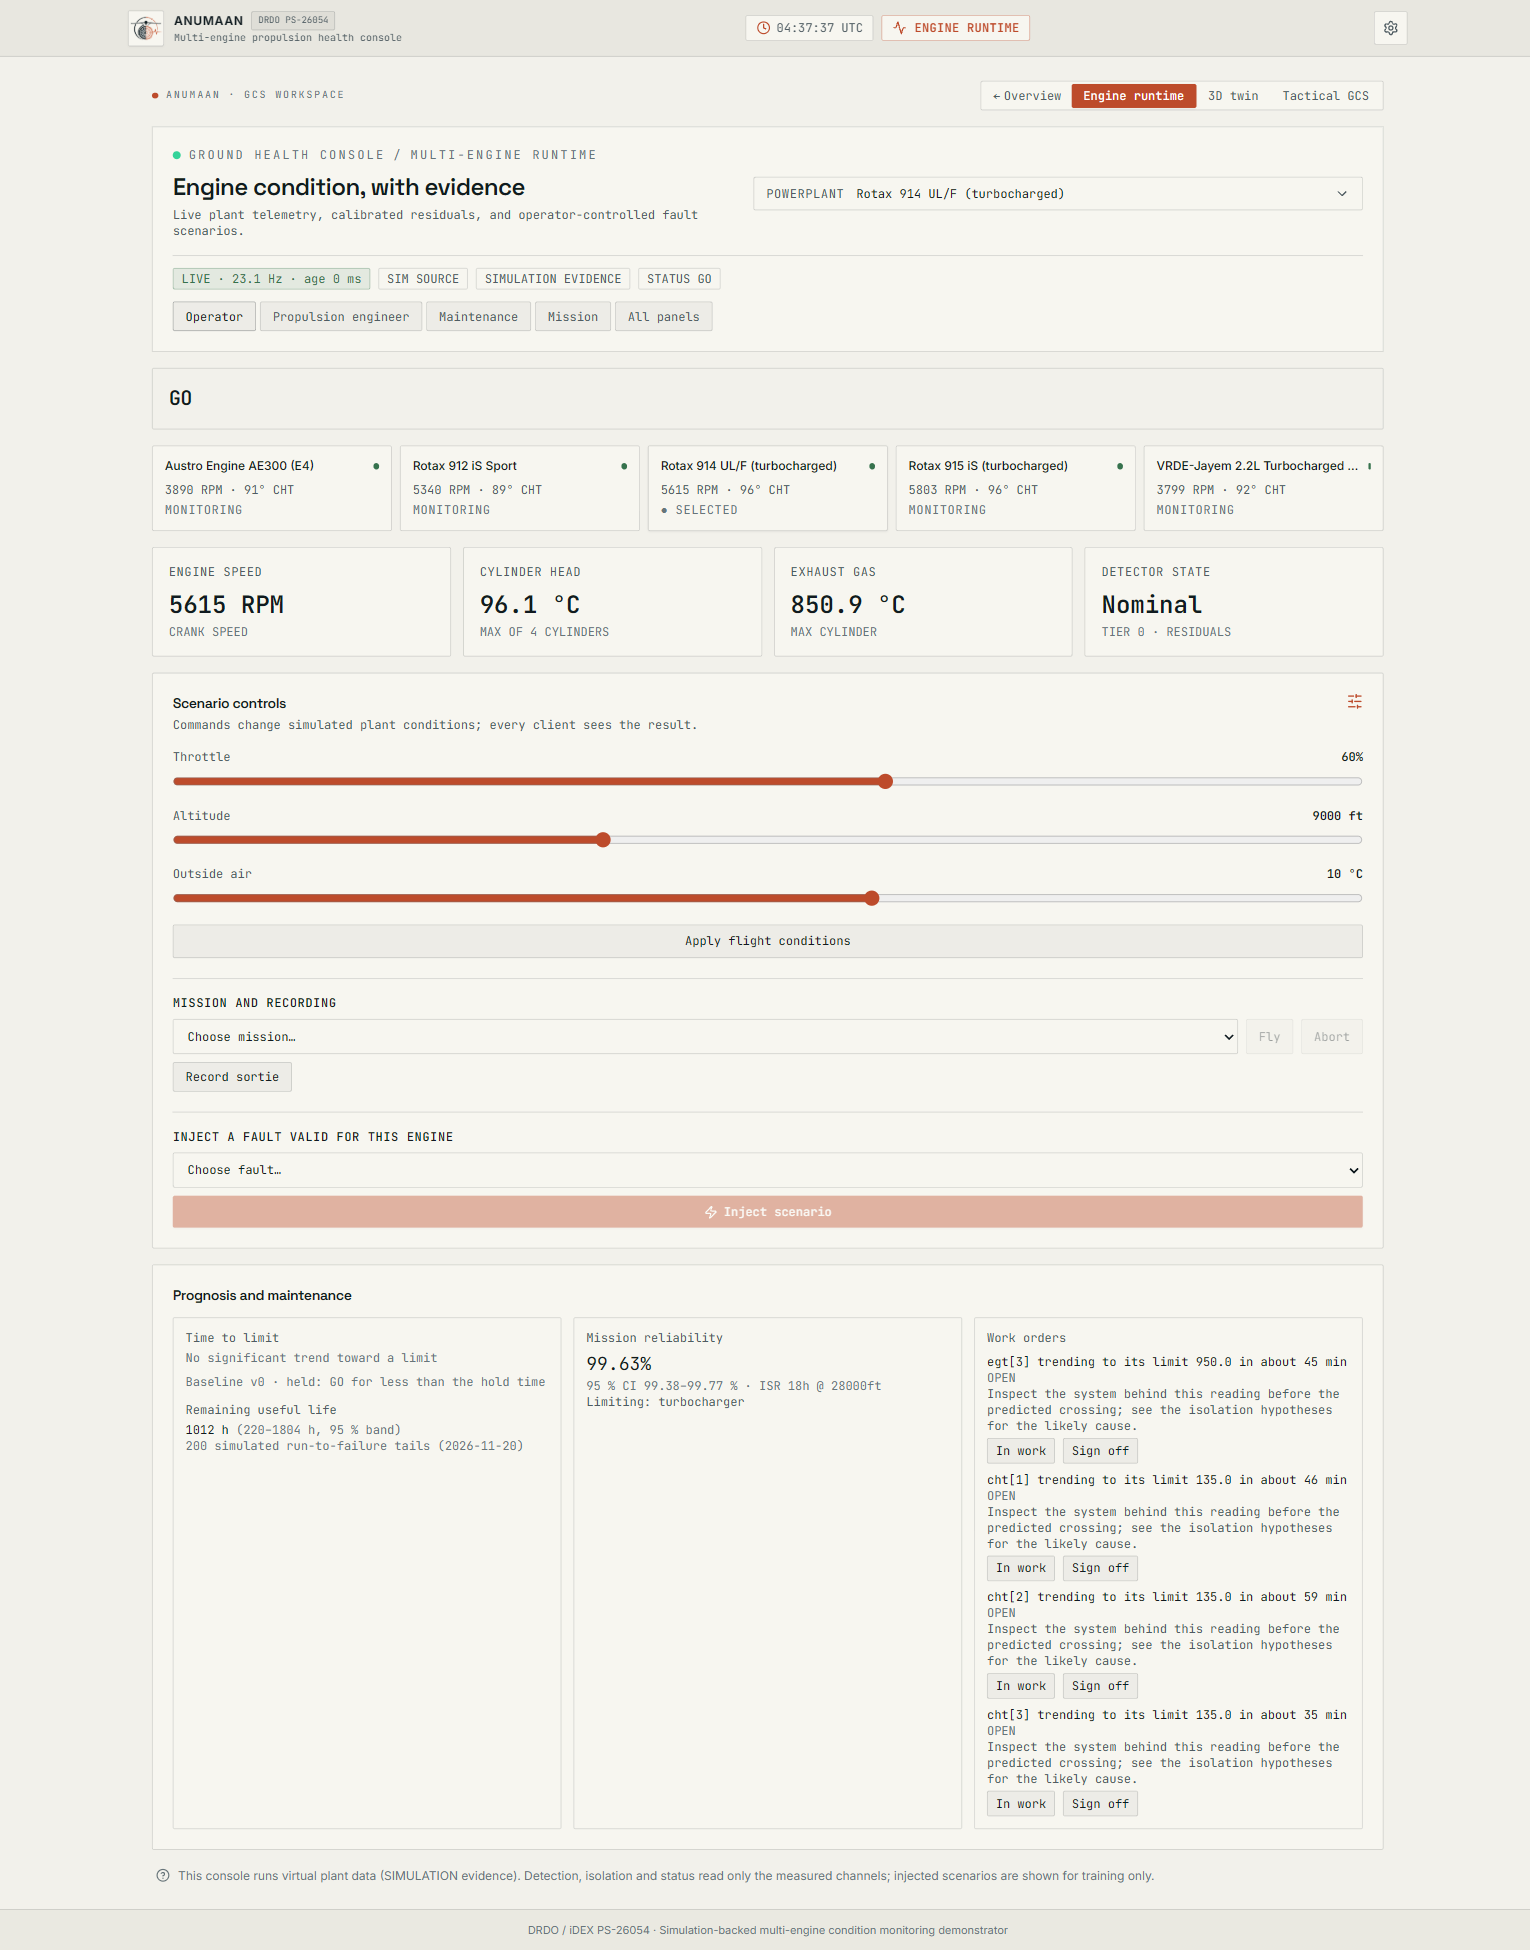 ANUMAAN DRDO PS-26054
Multi-engine propulsion health console
04:37:37 UTC
ENGINE RUNTIME
ANUMAAN · GCS WORKSPACE
← Overview
Engine runtime
3D twin
Tactical GCS
GROUND HEALTH CONSOLE / MULTI-ENGINE RUNTIME
Engine condition, with evidence
Live plant telemetry, calibrated residuals, and operator-controlled fault
scenarios.
POWERPLANT Rotax 914 UL/F (turbocharged)
LIVE · 23.1 Hz · age 0 ms
SIM SOURCE
SIMULATION EVIDENCE
STATUS GO
Operator
Propulsion engineer
Maintenance
Mission
All panels
GO
Austro Engine AE300 (E4)
3890 RPM · 91° CHT
MONITORING
Rotax 912 iS Sport
5340 RPM · 89° CHT
MONITORING
Rotax 914 UL/F (turbocharged)
5615 RPM · 96° CHT
● SELECTED
Rotax 915 iS (turbocharged)
5803 RPM · 96° CHT
MONITORING
VRDE-Jayem 2.2L Turbocharged ...
3799 RPM · 92° CHT
MONITORING
ENGINE SPEED
5615 RPM
CRANK SPEED
CYLINDER HEAD
96.1 °C
MAX OF 4 CYLINDERS
EXHAUST GAS
850.9 °C
MAX CYLINDER
DETECTOR STATE
Nominal
TIER 0 · RESIDUALS
Scenario controls
Commands change simulated plant conditions; every client sees the result.
Throttle 60%
Altitude 9000 ft
Outside air 10 °C
Apply flight conditions
MISSION AND RECORDING
Choose mission…
Fly
Abort
Record sortie
INJECT A FAULT VALID FOR THIS ENGINE
Choose fault…
Inject scenario
Prognosis and maintenance
Time to limit
No significant trend toward a limit
Baseline v0 · held: GO for less than the hold time
Remaining useful life
1012 h (220–1804 h, 95 % band)
200 simulated run-to-failure tails (2026-11-20)
Mission reliability
99.63%
95 % CI 99.38–99.77 % · ISR 18h @ 28000ft
Limiting: turbocharger
Work orders
egt[3] trending to its limit 950.0 in about 45 min
OPEN
Inspect the system behind this reading before the
predicted crossing; see the isolation hypotheses
for the likely cause.
In work
Sign off
cht[1] trending to its limit 135.0 in about 46 min
OPEN
Inspect the system behind this reading before the
predicted crossing; see the isolation hypotheses
for the likely cause.
In work
Sign off
cht[2] trending to its limit 135.0 in about 59 min
OPEN
Inspect the system behind this reading before the
predicted crossing; see the isolation hypotheses
for the likely cause.
In work
Sign off
cht[3] trending to its limit 135.0 in about 35 min
OPEN
Inspect the system behind this reading before the
predicted crossing; see the isolation hypotheses
for the likely cause.
In work
Sign off
This console runs virtual plant data (SIMULATION evidence). Detection, isolation and status read only the measured channels; injected scenarios are shown for training only.
DRDO / iDEX PS-26054 · Simulation-backed multi-engine condition monitoring demonstrator